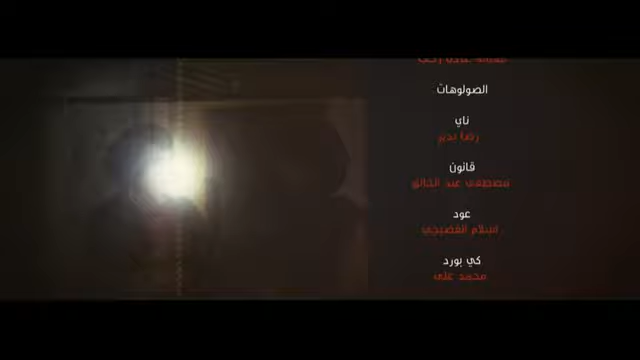 الصولوهات
ناي
رضا بدير
قانون
مصطفى عبد الخالق
عود
اسلام القصبجي
كي بورد
محمد علي